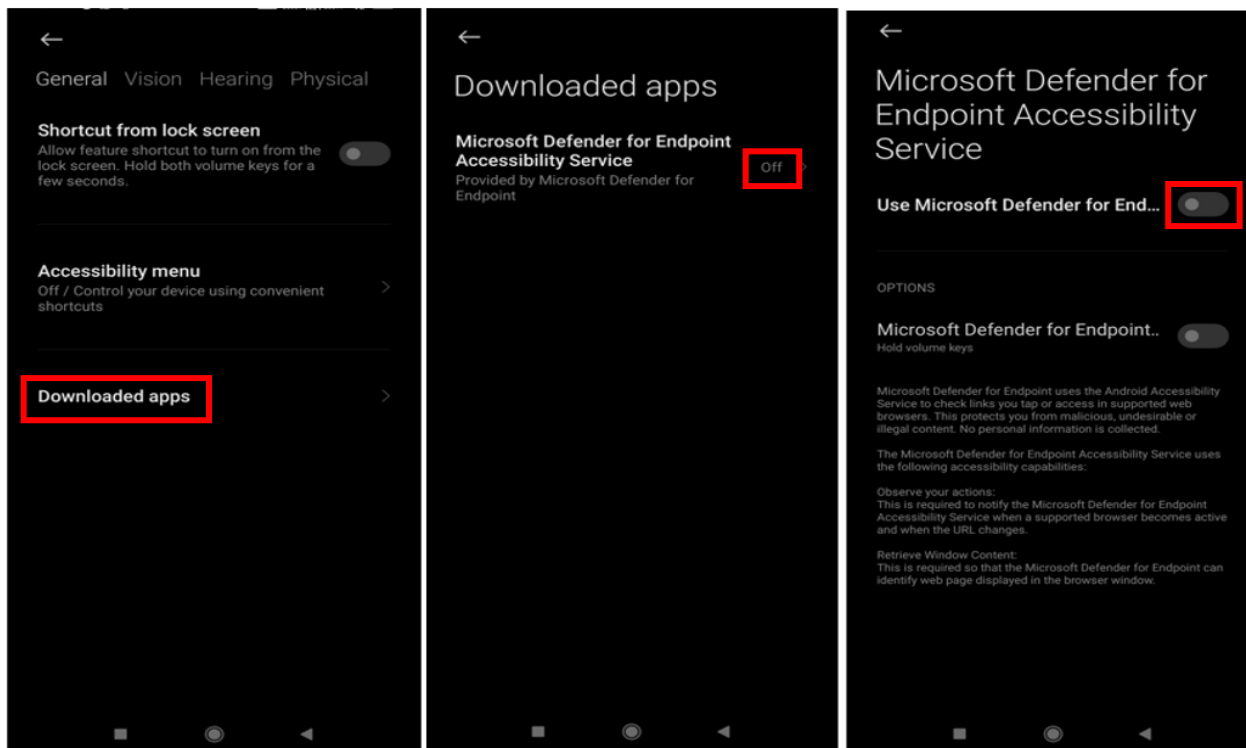 General Vision Hearing Physical
Shortcut from lock screen
Allow feature shortcut to turn on from the
lock screen. Hold both volume keys for a
few seconds.
Accessibility menu
Off / Control your device using convenient
shortcuts
Downloaded apps
Downloaded apps
Microsoft Defender for Endpoint
Accessibility Service
Provided by Microsoft Defender for
Endpoint
Off
Microsoft Defender for
Endpoint Accessibility
Service
Use Microsoft Defender for End...
OPTIONS
Microsoft Defender for Endpoint..
Hold volume keys
Microsoft Defender for Endpoint uses the Android Accessibility
Service to check links you tap or access in supported web
browsers. This protects you from malicious, undesirable or
illegal content. No personal information is collected.
The Microsoft Defender for Endpoint Accessibility Service uses
the following accessibility capabilities:
Observe your actions:
This is required to notify the Microsoft Defender for Endpoint
Accessibility Service when a supported browser becomes active
and when the URL changes.
Retrieve Window Content:
This is required so that the Microsoft Defender for Endpoint can
identify web page displayed in the browser window.